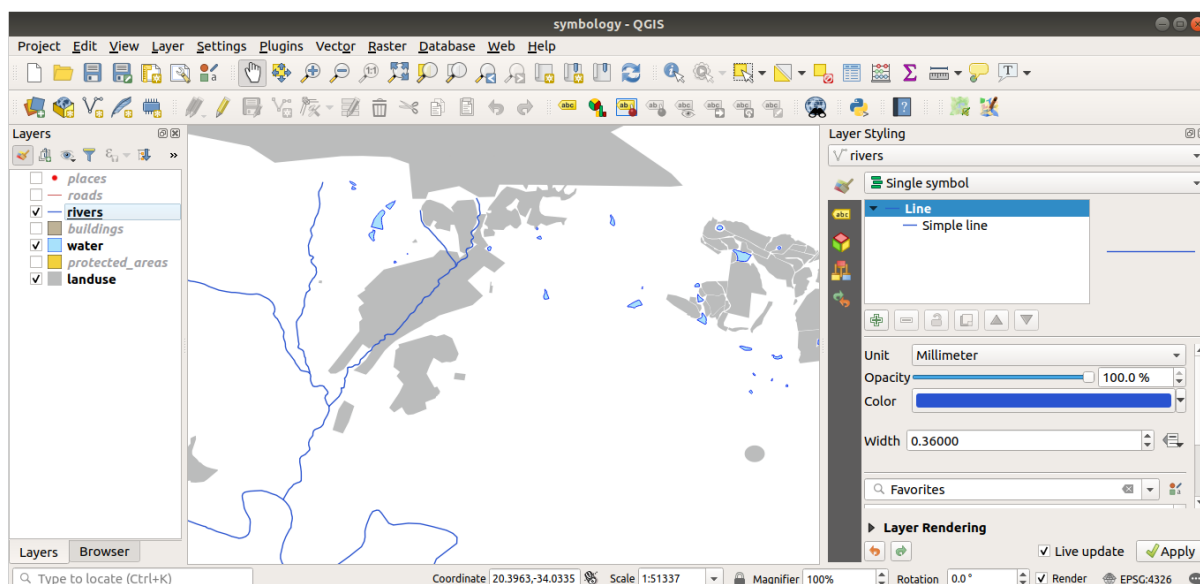 symbology - QGIS
Project Edit View Layer Settings Plugins Vector Raster Database Web Help
Layers
places
roads
rivers
buildings
water
protected_areas
landuse
Layers Browser
Layer Styling
rivers
Single symbol
Line
Simple line
Unit Millimeter
Opacity 100.0 %
Color
Width 0.36000
Favorites
Layer Rendering
Live update Apply
Type to locate (Ctrl+K) Coordinate 20.3963,-34.0335 Scale 1:51337 Magnifier 100% Rotation 0.0 ° Render EPSG:4326